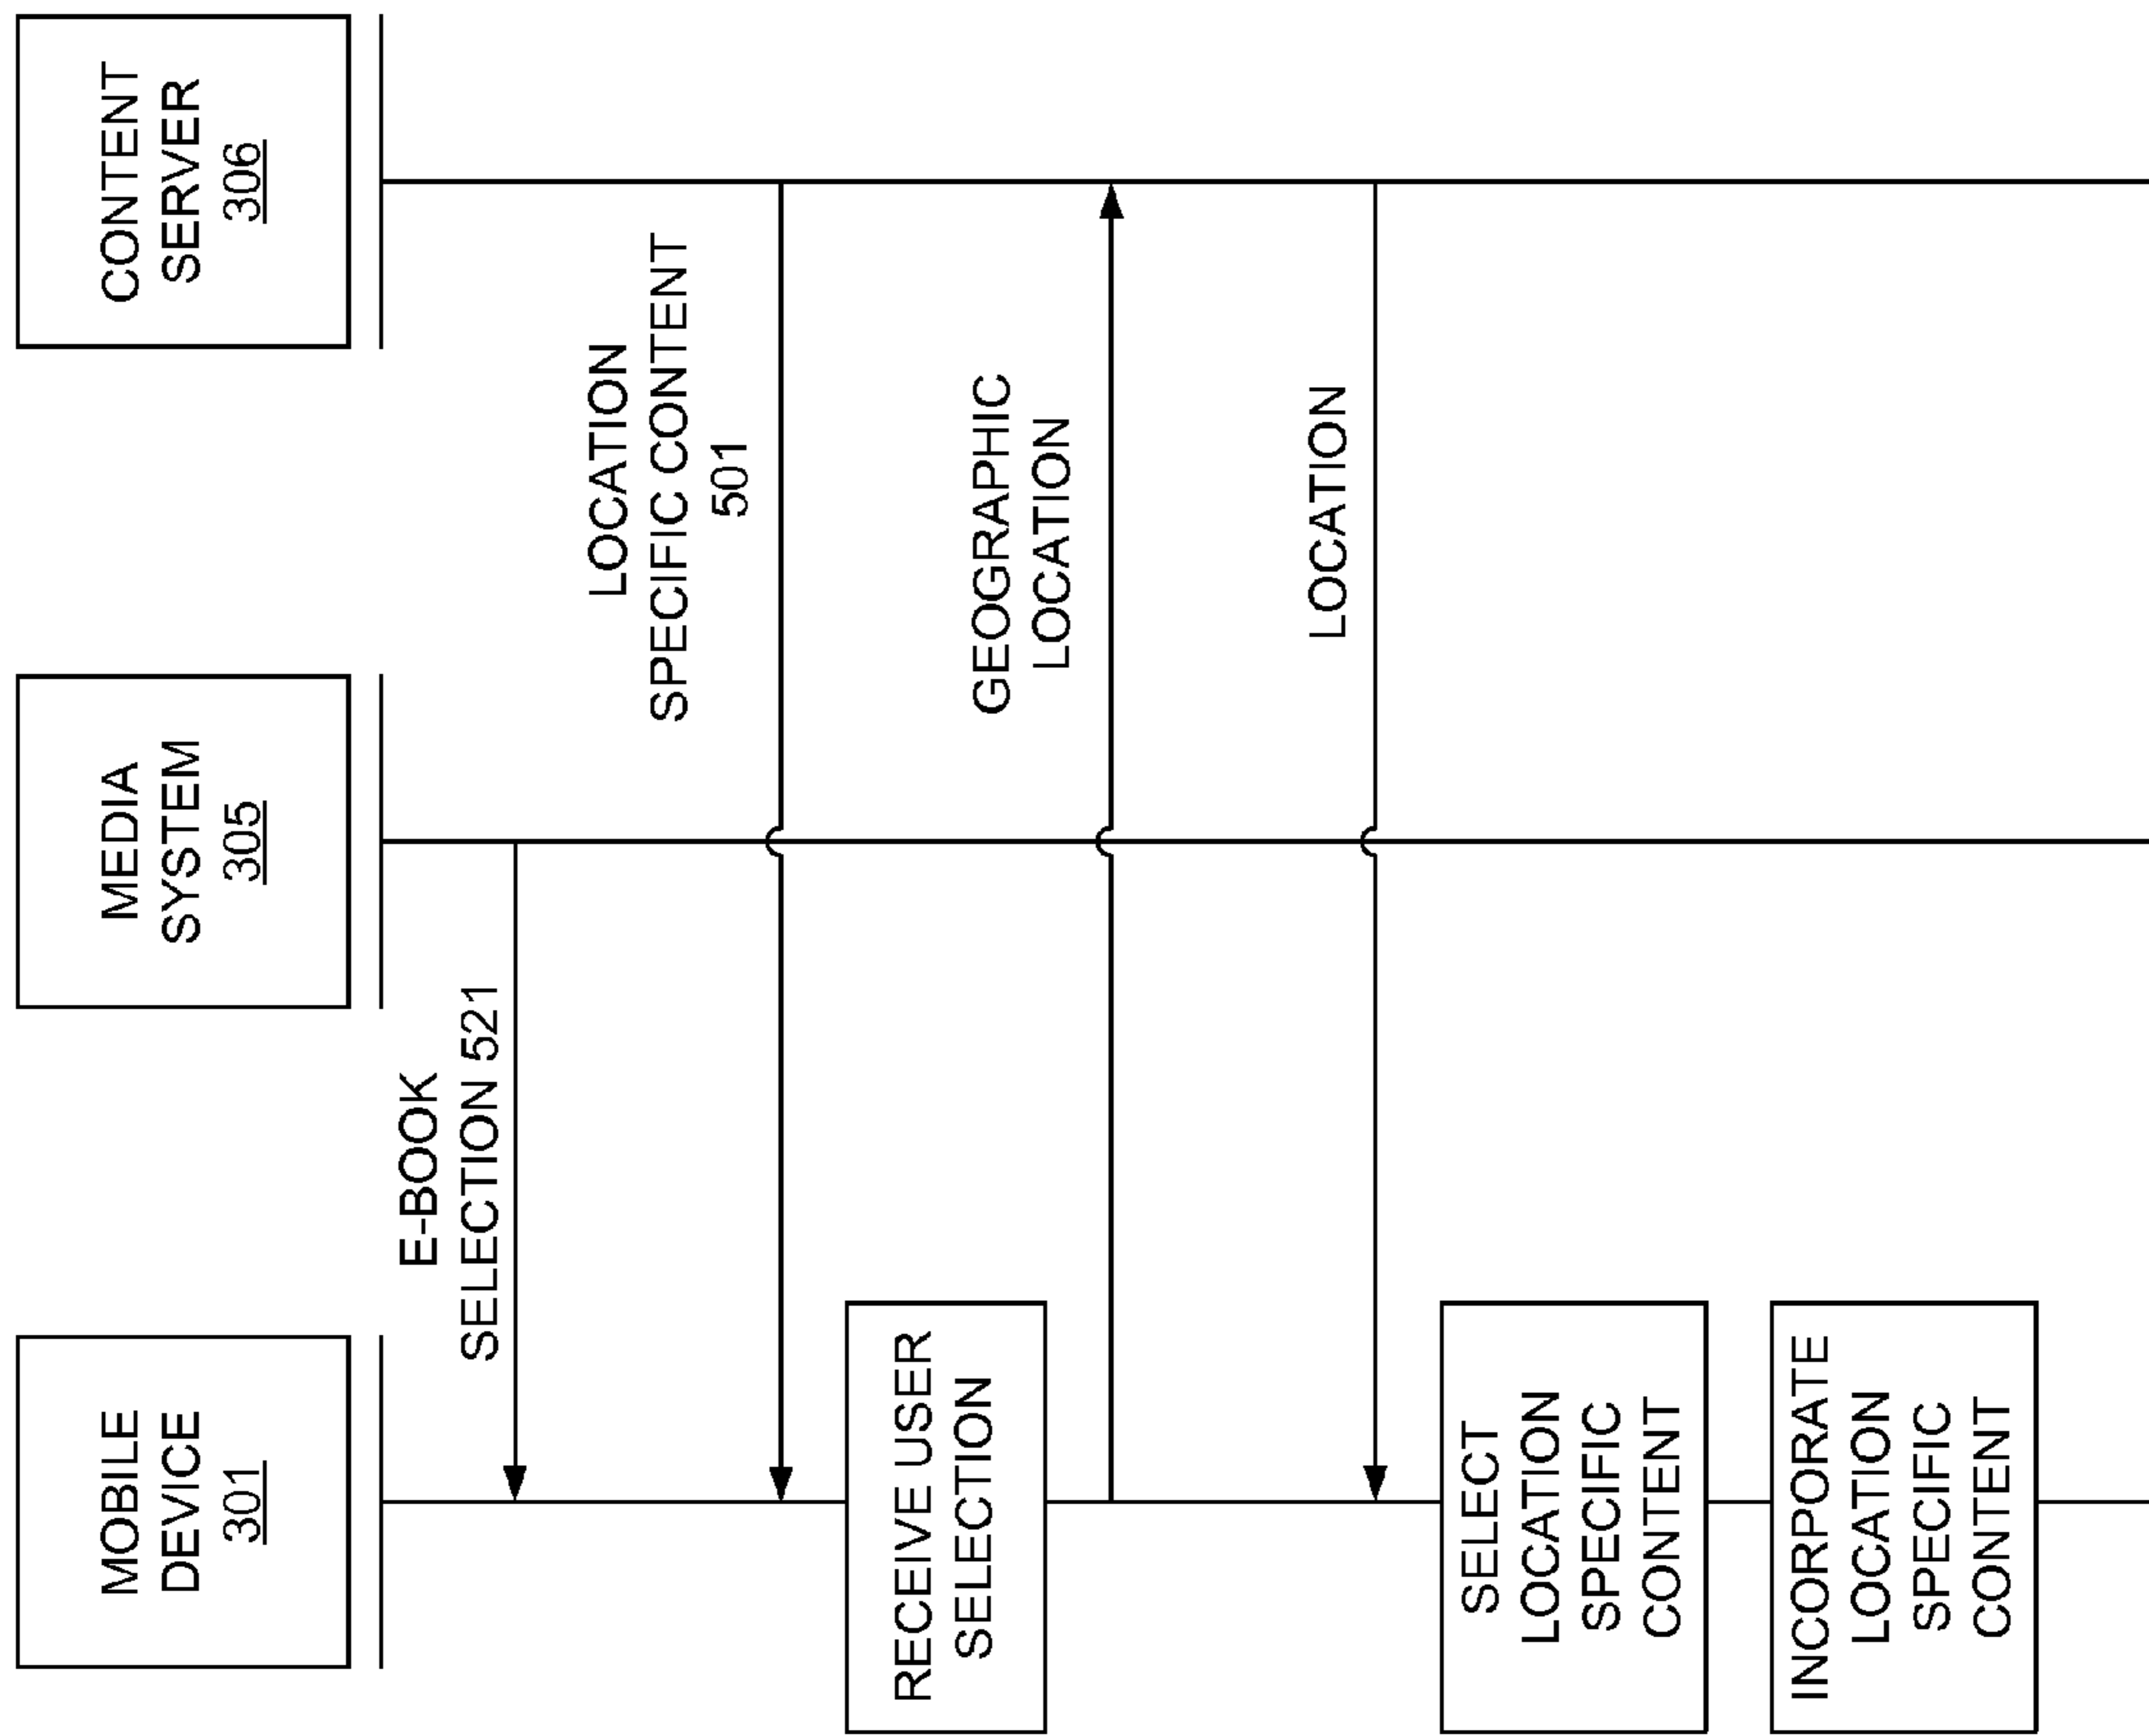 MOBILE
DEVICE
301
MEDIA
SYSTEM
305
CONTENT
SERVER
306
E-BOOK
SELECTION 521
LOCATION
SPECIFIC CONTENT
501
RECEIVE USER
SELECTION
GEOGRAPHIC
LOCATION
LOCATION
SELECT
LOCATION
SPECIFIC
CONTENT
INCORPORATE
LOCATION
SPECIFIC
CONTENT